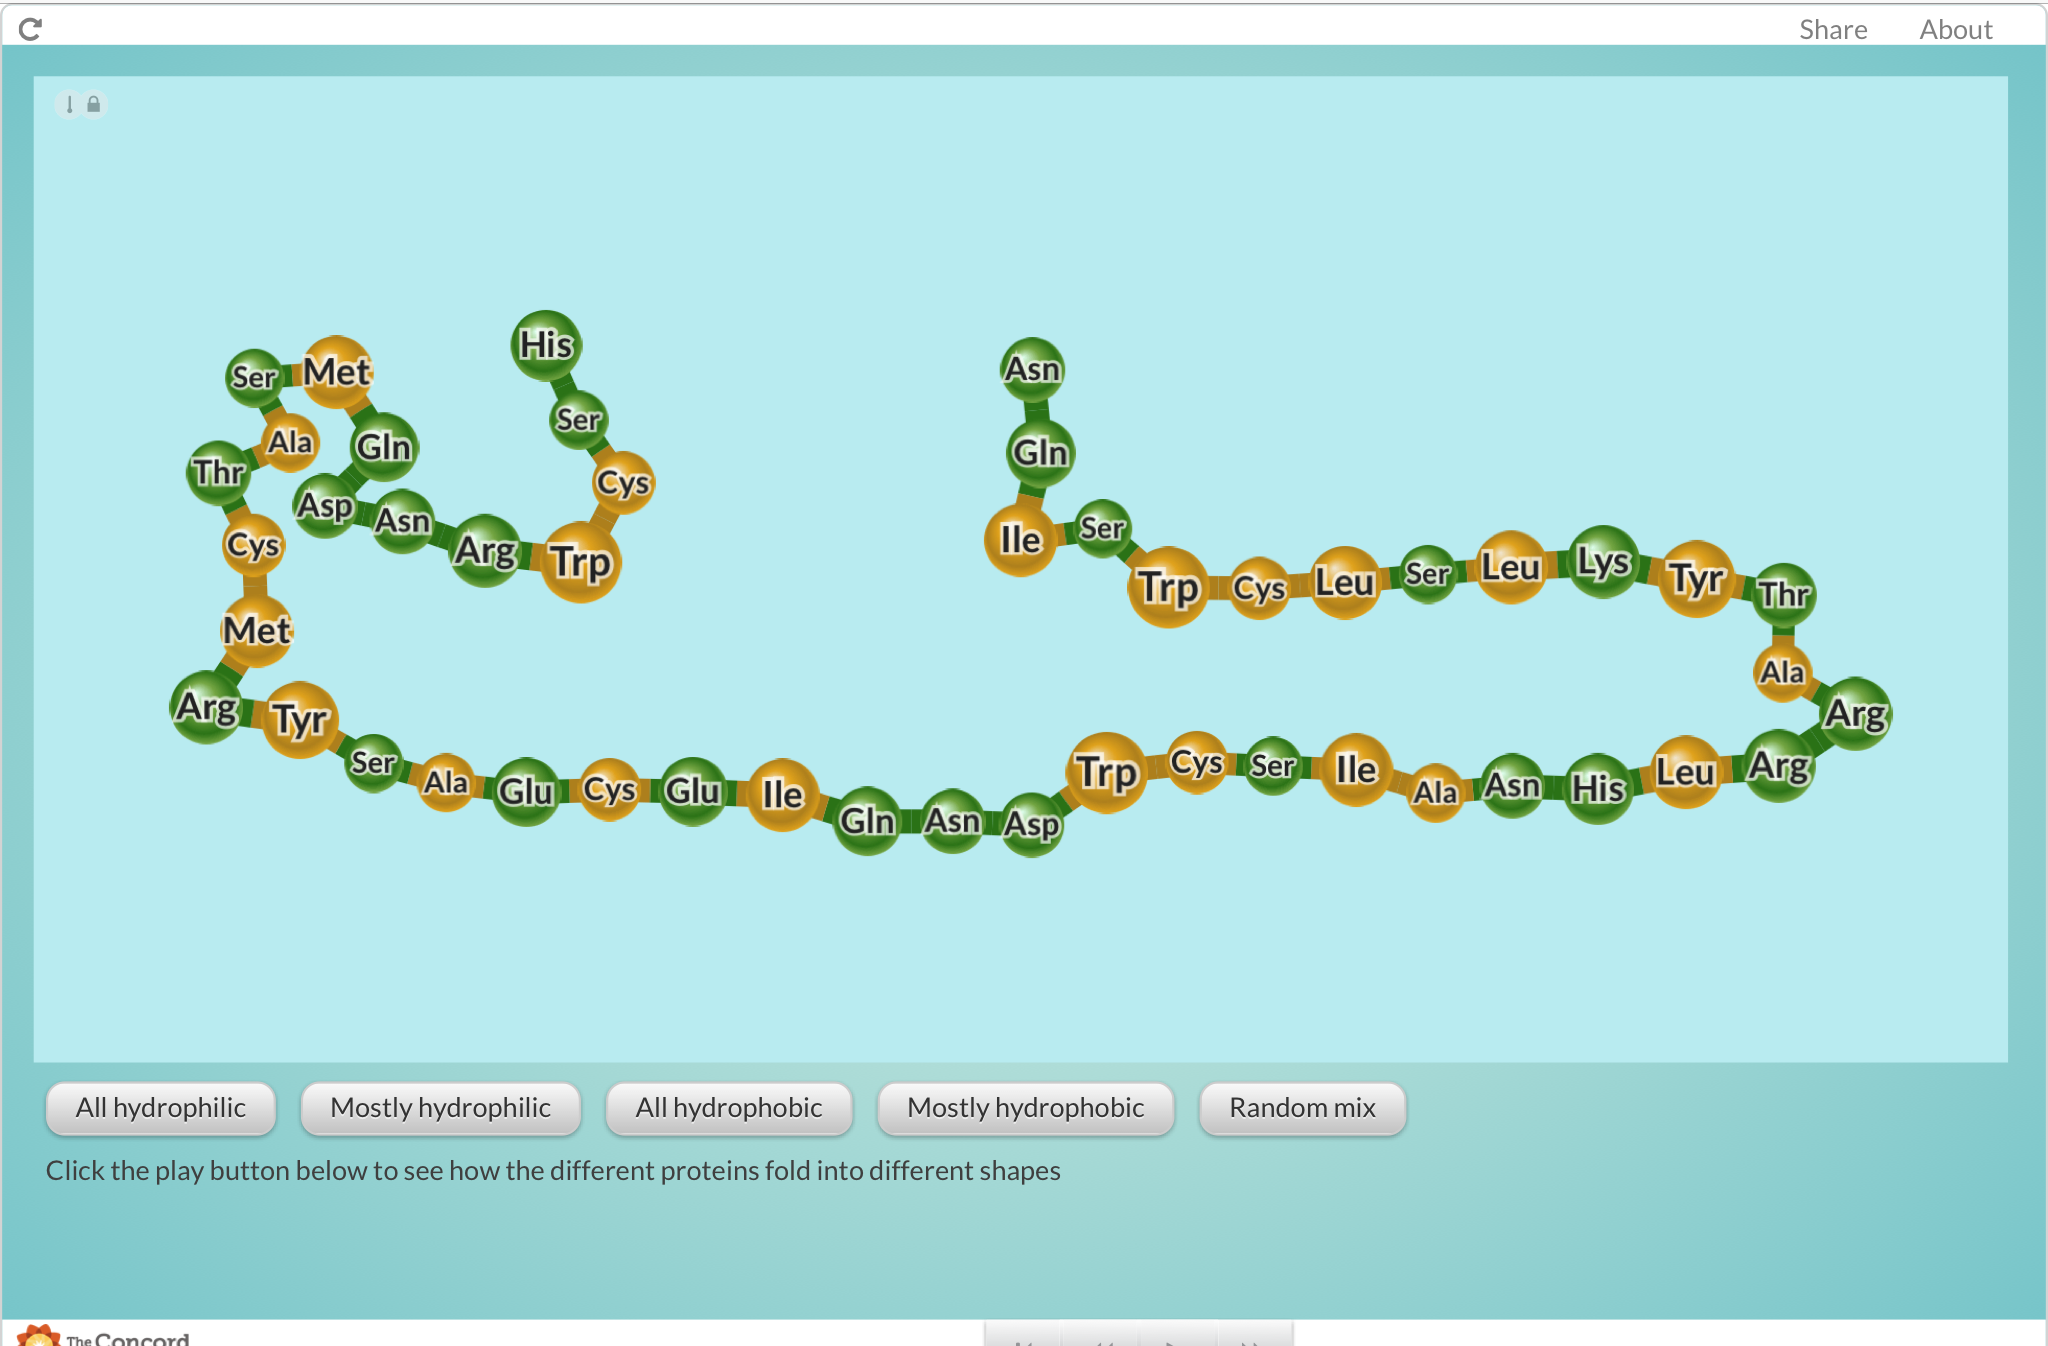 Share About
His
Asn
Ser Met
Ser
Ala
Gln
Gln
Thr
Cys
Asp
Asn
Ser
Ile
Cys
Arg
Trp
Trp
Cys
Leu
Ser
Leu
Lys
Tyr
Thr
Met
Ala
Arg
Tyr
Arg
Ser
Ala
Glu
Cys
Glu
Ile
Gln
Asn
Asp
Trp
Cys
Ser
Ile
Ala
Asn
His
Leu
Arg
All hydrophilic Mostly hydrophilic All hydrophobic Mostly hydrophobic Random mix
Click the play button below to see how the different proteins fold into different shapes
The Concord